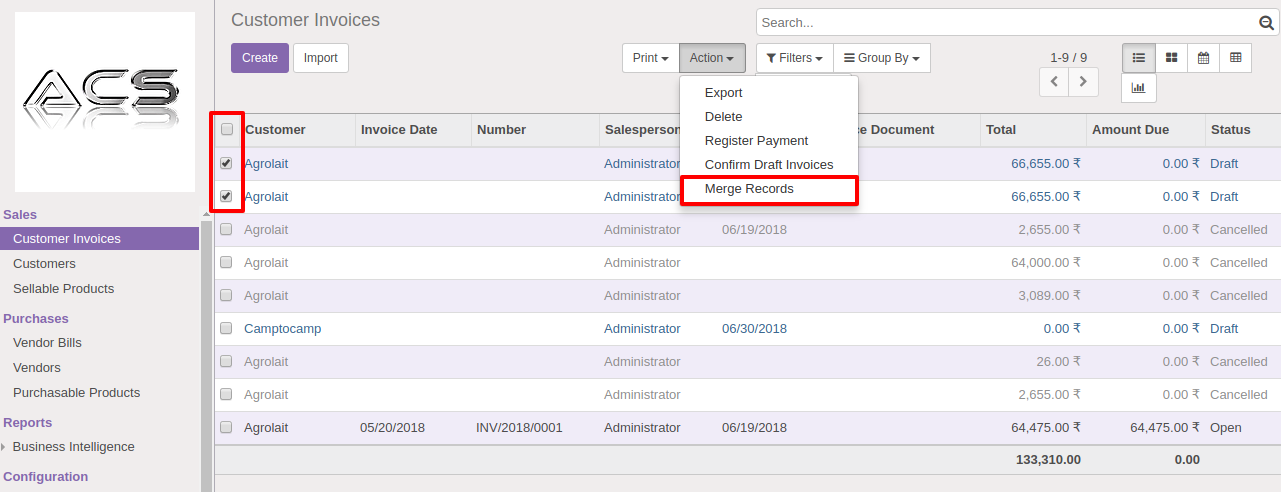 ACS
Customer Invoices
Search...
Create Import Print Action Filters Group By 1-9 / 9
Export
Delete
Register Payment
Confirm Draft Invoices
Merge Records
Customer Invoice Date Number Salesperson Document Total Amount Due Status
Agrolait Administrator 66,655.00 ₹ 0.00 ₹ Draft
Agrolait Administrator 66,655.00 ₹ 0.00 ₹ Draft
Agrolait Administrator 06/19/2018 2,655.00 ₹ 0.00 ₹ Cancelled
Agrolait Administrator 64,000.00 ₹ 0.00 ₹ Cancelled
Agrolait Administrator 3,089.00 ₹ 0.00 ₹ Cancelled
Camptocamp Administrator 06/30/2018 0.00 ₹ 0.00 ₹ Draft
Agrolait Administrator 26.00 ₹ 0.00 ₹ Cancelled
Agrolait Administrator 2,655.00 ₹ 0.00 ₹ Cancelled
Agrolait 05/20/2018 INV/2018/0001 Administrator 06/19/2018 64,475.00 ₹ 64,475.00 ₹ Open
133,310.00 0.00
Sales
Customer Invoices
Customers
Sellable Products
Purchases
Vendor Bills
Vendors
Purchasable Products
Reports
Business Intelligence
Configuration